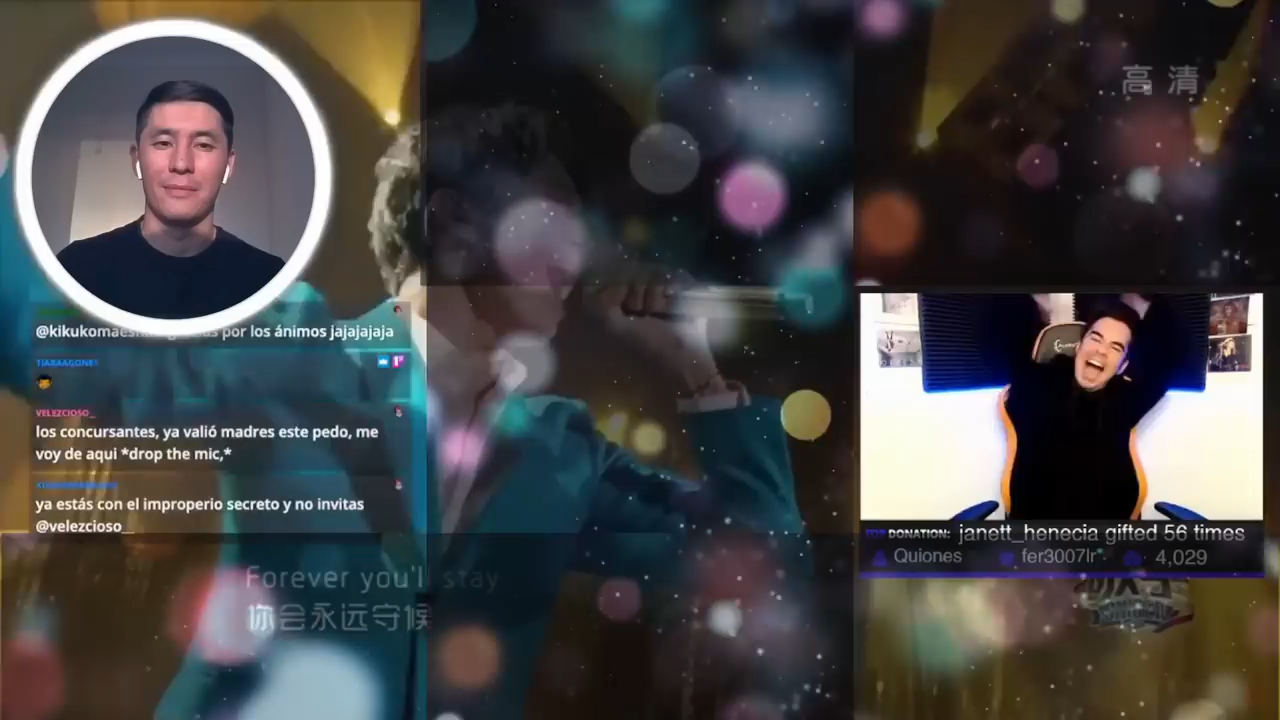 高清
@kikukomaes por los ánimos jajajajaja
TIARAAGONES
VELEZCIOSO_
los concursantes, ya valió madres este pedo, me
voy de aqui *drop the mic,*
ya estás con el improperio secreto y no invitas
@velezcioso_
TOP DONATION: janett_henecia gifted 56 times
Quiones fer3007lr 4,029
Forever you'll stay
你会永远守候